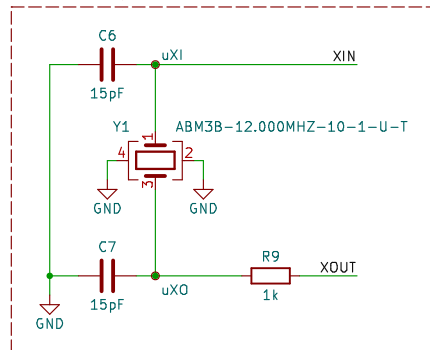 C6
uXI
XIN
15pF
Y1
ABM3B-12.000MHZ-10-1-U-T
1
4
2
3
GND
GND
C7
R9
XOUT
15pF
uXO
1k
GND